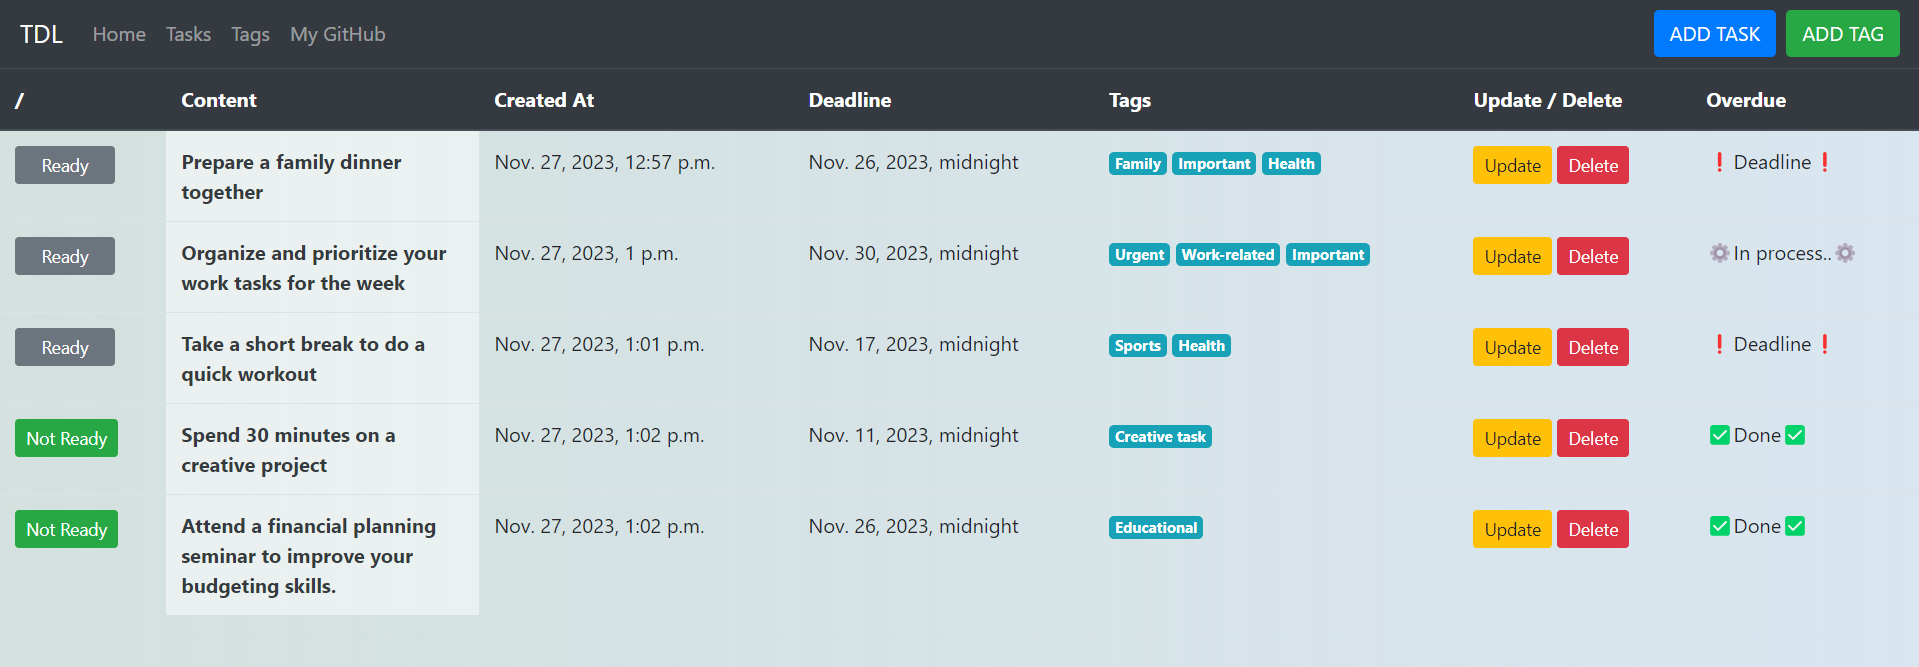 TDL Home Tasks Tags My GitHub ADD TASK ADD TAG
/ Content Created At Deadline Tags Update / Delete Overdue
Ready Prepare a family dinner Nov. 27, 2023, 12:57 p.m. Nov. 26, 2023, midnight Family Important Health Update Delete ❗ Deadline ❗
together
Ready Organize and prioritize your Nov. 27, 2023, 1 p.m. Nov. 30, 2023, midnight Urgent Work-related Important Update Delete ⚙️ In process.. ⚙️
work tasks for the week
Ready Take a short break to do a Nov. 27, 2023, 1:01 p.m. Nov. 17, 2023, midnight Sports Health Update Delete ❗ Deadline ❗
quick workout
Not Ready Spend 30 minutes on a Nov. 27, 2023, 1:02 p.m. Nov. 11, 2023, midnight Creative task Update Delete ✅ Done ✅
creative project
Not Ready Attend a financial planning Nov. 27, 2023, 1:02 p.m. Nov. 26, 2023, midnight Educational Update Delete ✅ Done ✅
seminar to improve your
budgeting skills.